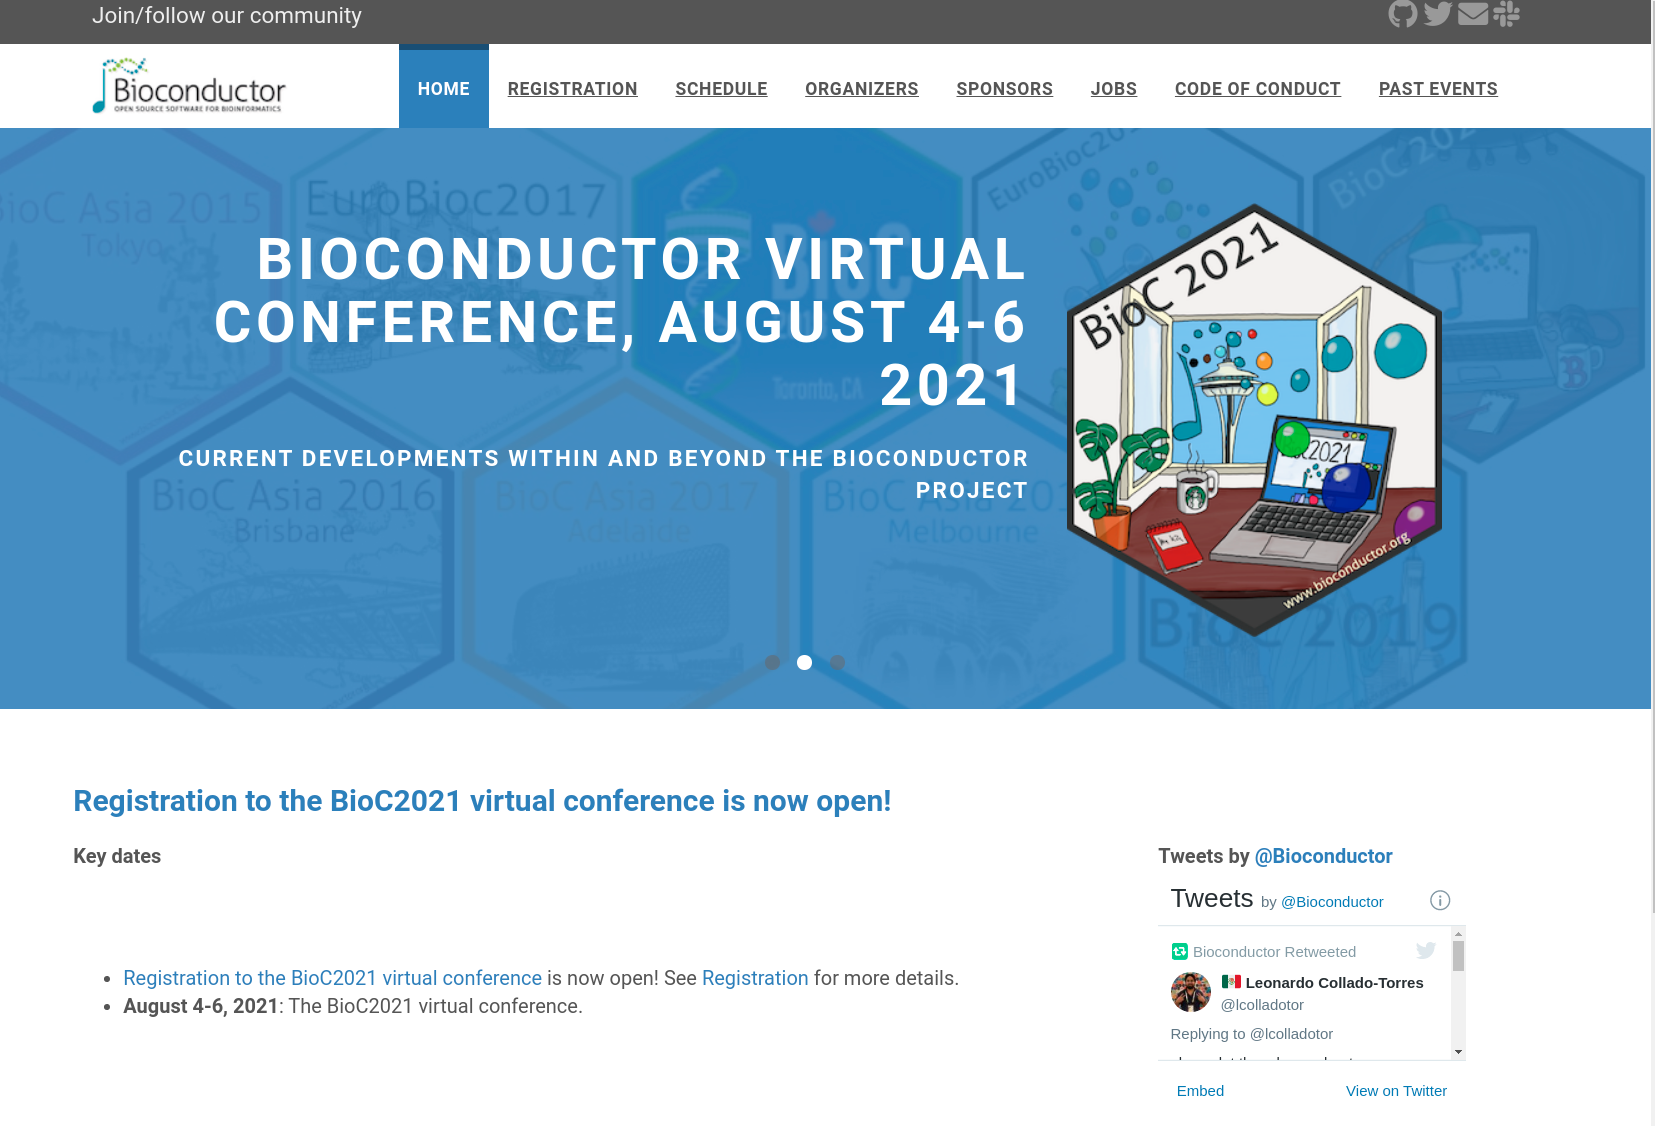 Join/follow our community
Bioconductor
OPEN SOURCE SOFTWARE FOR BIOINFORMATICS
HOME REGISTRATION SCHEDULE ORGANIZERS SPONSORS JOBS CODE OF CONDUCT PAST EVENTS
BioC Asia 2015
Tokyo
EuroBioc2017
BioC
Toronto, CA
EuroBioc20
BioC 202
BIOCONDUCTOR VIRTUAL
CONFERENCE, AUGUST 4-6
2021
CURRENT DEVELOPMENTS WITHIN AND BEYOND THE BIOCONDUCTOR
PROJECT
BioC 2021
2021
www.bioconductor.org
BioC Asia 2016
Brisbane
BioC Asia 2017
Adelaide
BioC Asia 201
Melbourne
BioC 2019
Registration to the BioC2021 virtual conference is now open!
Key dates
Registration to the BioC2021 virtual conference is now open! See Registration for more details.
August 4-6, 2021: The BioC2021 virtual conference.
Tweets by @Bioconductor
Tweets by @Bioconductor
Bioconductor Retweeted
Leonardo Collado-Torres
@lcolladotor
Replying to @lcolladotor
Embed View on Twitter